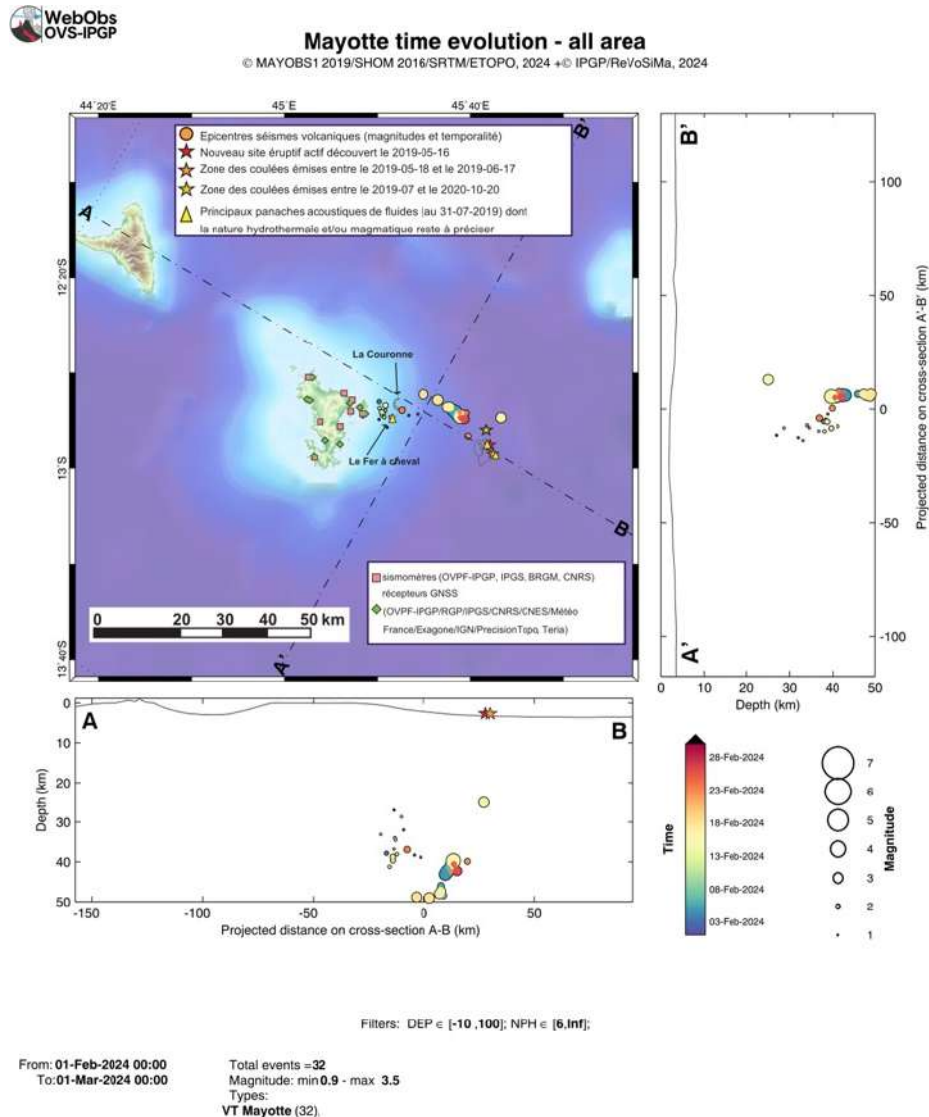 WebObs
OVS-IPGP
Mayotte time evolution - all area
© MAYOBS1 2019/SHOM 2016/SRTM/ETOPO, 2024 +© IPGP/ReVoSiMa, 2024
44˚20'E 45˚E 45˚40'E
Epicentres séismes volcaniques (magnitudes et temporalité)
Nouveau site éruptif actif découvert le 2019-05-16
Zone des coulées émises entre le 2019-05-18 et le 2019-06-17
Zone des coulées émises entre le 2019-07 et le 2020-10-20
Principaux panaches acoustiques de fluides (au 31-07-2019) dont
la nature hydrothermale et/ou magmatique reste à préciser
B'
A
12˚20'S
La Couronne
Le Fer à cheval
13˚S
B
sismomètres (OVPF-IPGP, IPGS, BRGM, CNRS)
récepteurs GNSS
(OVPF-IPGP/RGP/IPGS/CNRS/CNES/Météo
France/Exagone/IGN/PrecisionTopo, Teria)
0 20 30 40 50 km
A'
13˚40'S
B'
100
50
0
-50
-100
Projected distance on cross-section A'-B' (km)
A'
0 10 20 30 40 50
Depth (km)
A B
0
10
20
30
40
50
Depth (km)
-150 -100 -50 0 50
Projected distance on cross-section A-B (km)
Time
28-Feb-2024
23-Feb-2024
18-Feb-2024
13-Feb-2024
08-Feb-2024
03-Feb-2024
7
6
5
4
3
2
1
Magnitude
Filters: DEP ∈ [-10 ,100]; NPH ∈ [6,Inf];
From: 01-Feb-2024 00:00
To:01-Mar-2024 00:00
Total events =32
Magnitude: min0.9 - max 3.5
Types:
VT Mayotte (32),